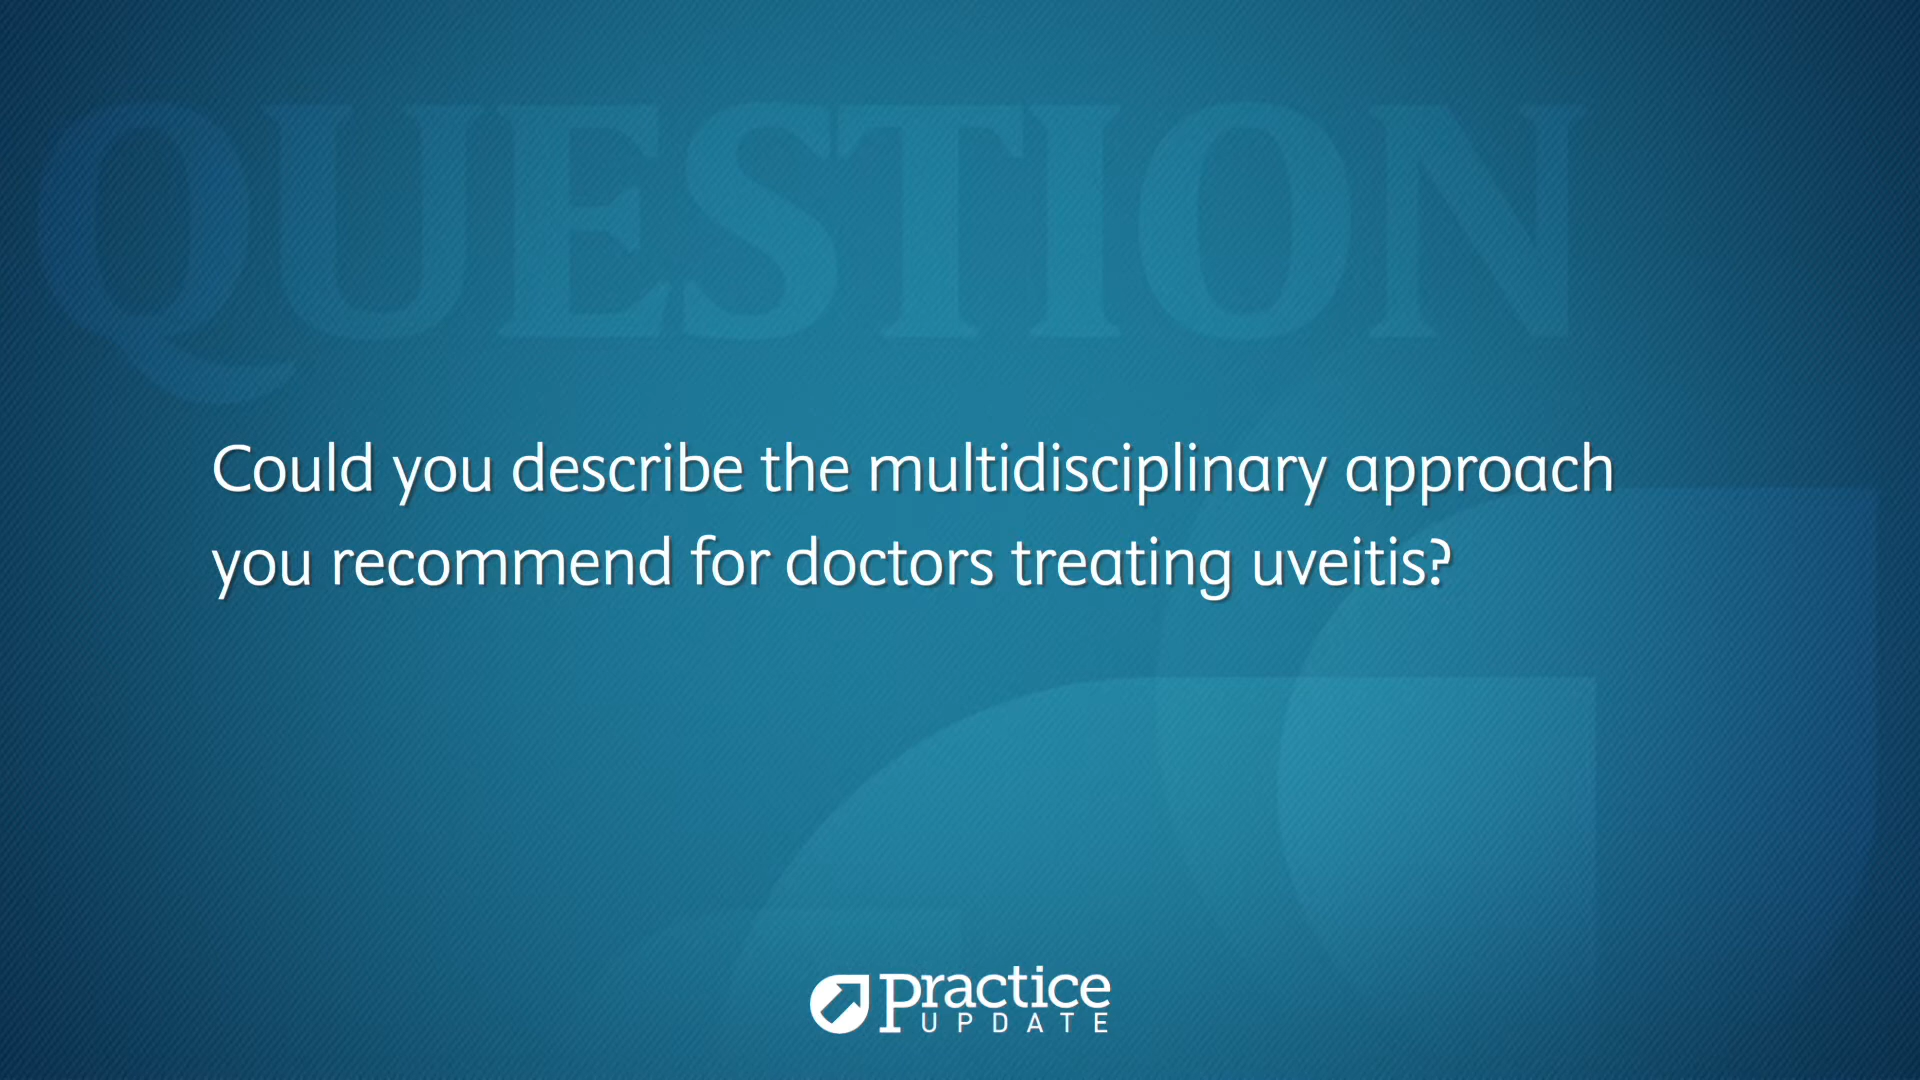 QUESTION
Could you describe the multidisciplinary approach
you recommend for doctors treating uveitis?
Practice
UPDATE